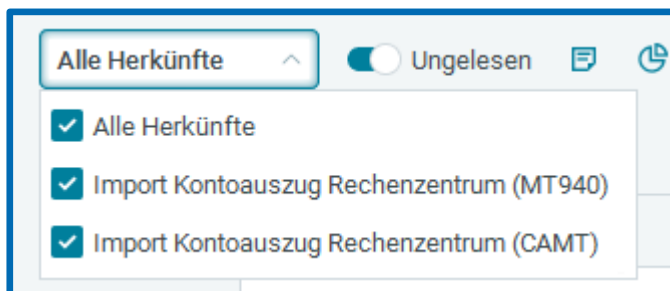 Alle Herkünfte
Ungelesen
Alle Herkünfte
Import Kontoauszug Rechenzentrum (MT940)
Import Kontoauszug Rechenzentrum (CAMT)